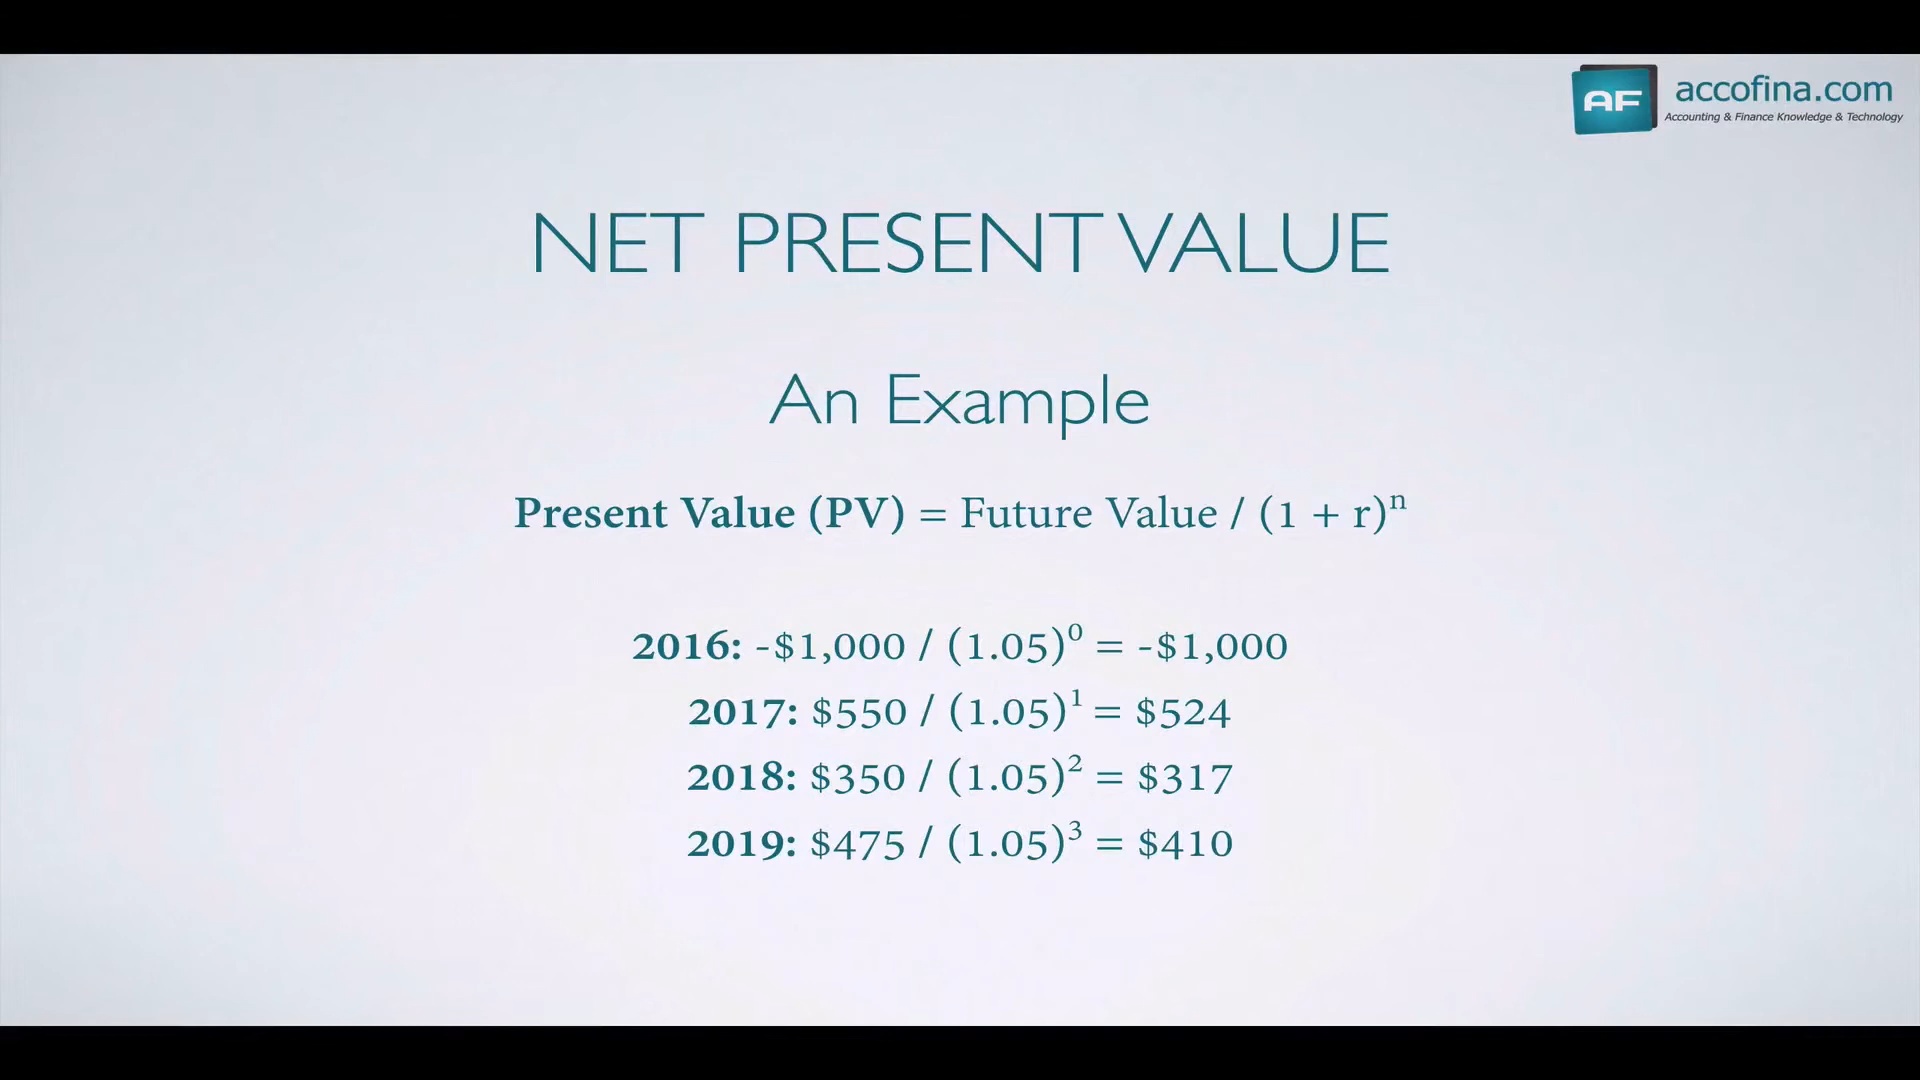 AF accofina.com
Accounting & Finance Knowledge & Technology
NET PRESENT VALUE
An Example
Present Value (PV) = Future Value / (1 + r)ⁿ
2016: -$1,000 / (1.05)⁰ = -$1,000
2017: $550 / (1.05)¹ = $524
2018: $350 / (1.05)² = $317
2019: $475 / (1.05)³ = $410